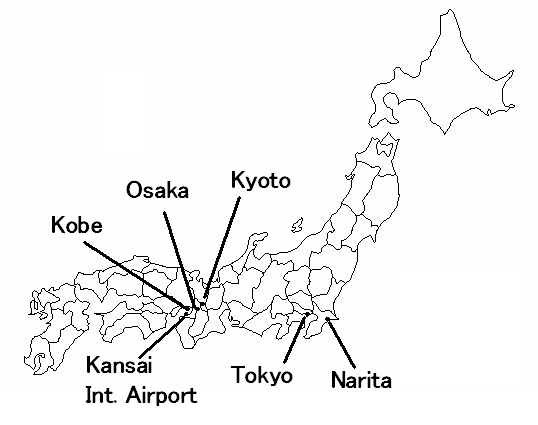 Kyoto
Osaka
Kobe
Kansai
Int. Airport
Tokyo
Narita